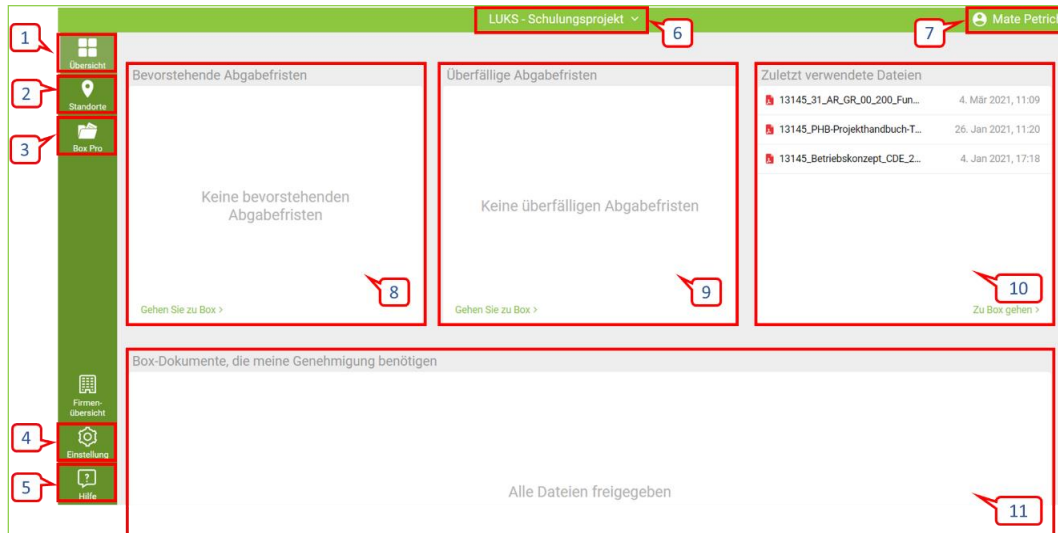 LUKS - Schulungsprojekt
6
7
Mate Petric
1
Übersicht
2
Standorte
3
Box Pro
Firmen-
übersicht
4
Einstellung
5
Hilfe
Bevorstehende Abgabefristen
Keine bevorstehenden
Abgabefristen
8
Gehen Sie zu Box >
Überfällige Abgabefristen
Keine überfälligen Abgabefristen
9
Gehen Sie zu Box >
Zuletzt verwendete Dateien
13145_31_AR_GR_00_200_Fun... 4. Mär 2021, 11:09
13145_PHB-Projekthandbuch-T... 26. Jan 2021, 11:20
13145_Betriebskonzept_CDE_2... 4. Jan 2021, 17:18
10
Zu Box gehen >
Box-Dokumente, die meine Genehmigung benötigen
Alle Dateien freigegeben
11